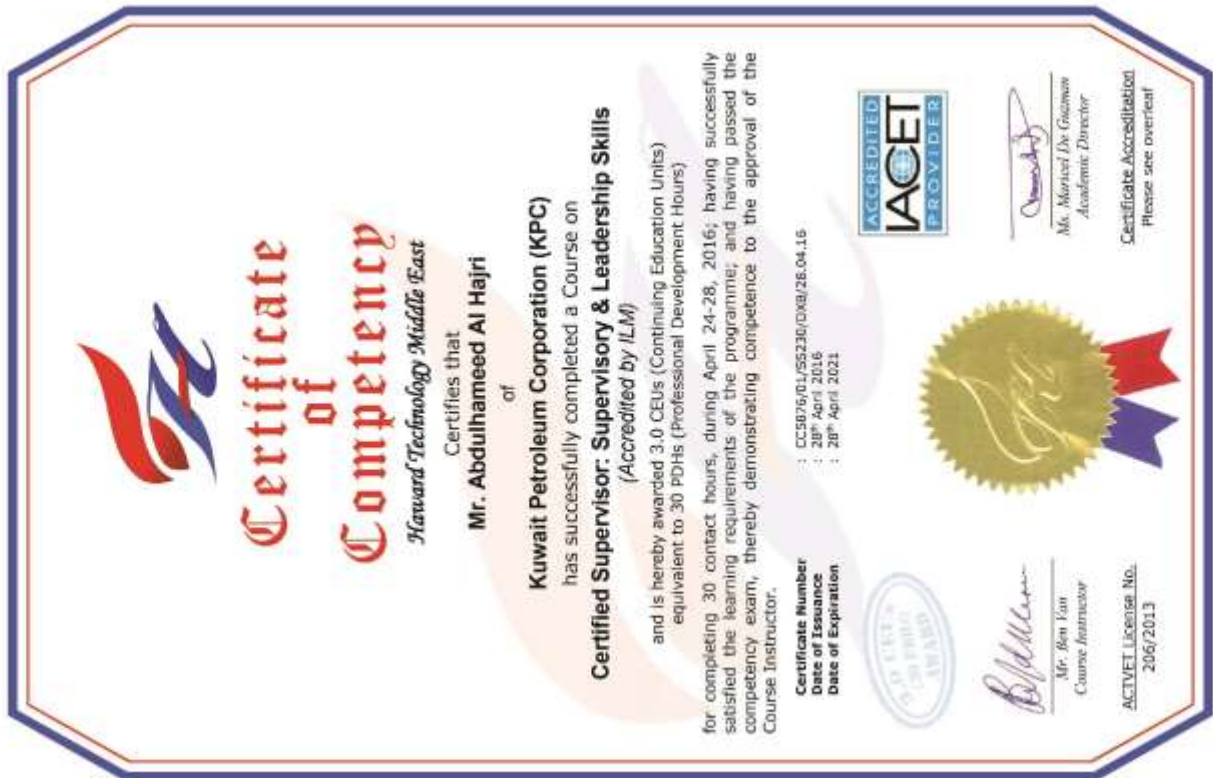 Certificate
of
Competency
Haward Technology Middle East
Certifies that
Mr. Abdulhameed Al Hajri
of
Kuwait Petroleum Corporation (KPC)
has successfully completed a Course on
Certified Supervisor: Supervisory & Leadership Skills
(Accredited by ILM)
and is hereby awarded 3.0 CEUs (Continuing Education Units)
equivalent to 30 PDHs (Professional Development Hours)
for completing 30 contact hours, during April 24-28, 2016; having successfully
satisfied the learning requirements of the programme; and having passed the
competency exam, thereby demonstrating competence to the approval of the
Course Instructor.
Certificate Number : CC5876/01/SS230/DXB/28.04.16
Date of Issuance : 28th April 2016
Date of Expiration : 28th April 2021
3.0 CEUs
AWARD
ACCREDITED
IACET
PROVIDER
Mr. Ben Van
Course Instructor
Ms. Maricel De Guzman
Academic Director
ACTVET License No.
206/2013
Certificate Accreditation
Please see overleaf